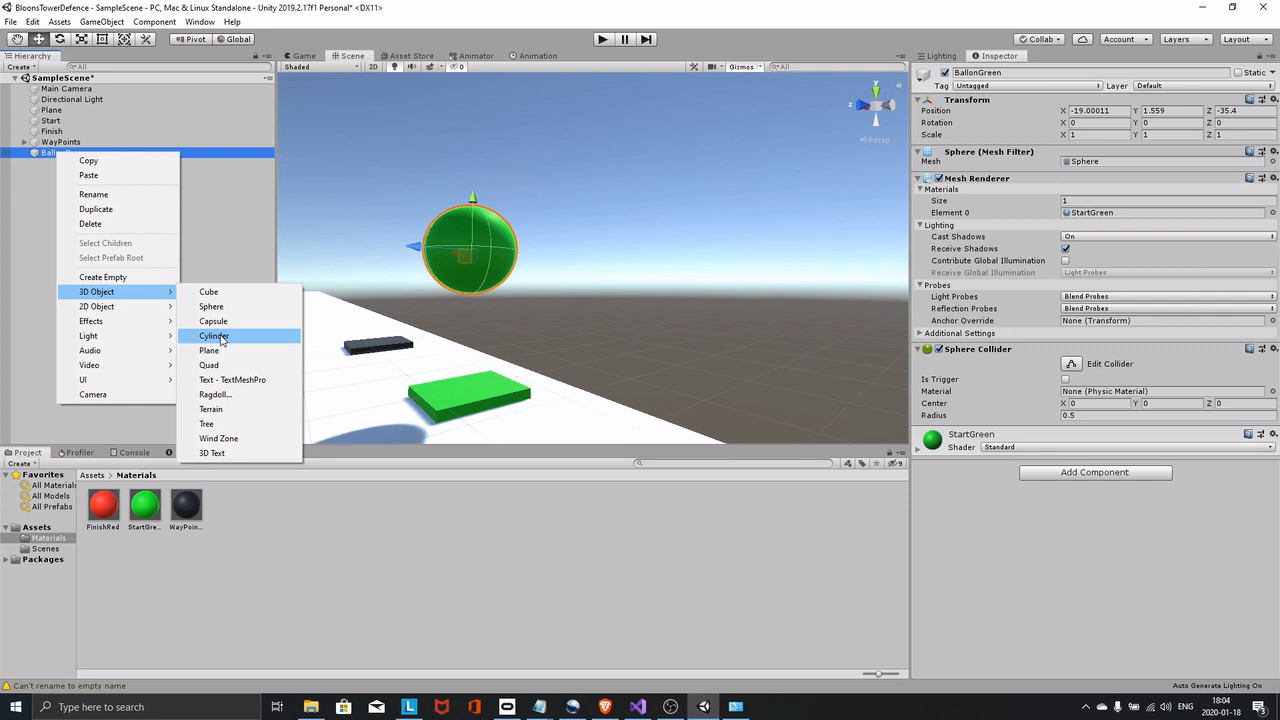 BloonsTowerDefence - SampleScene - PC, Mac & Linux Standalone - Unity 2019.2.17f1 Personal* <DX11>
File Edit Assets GameObject Component Window Help
Pivot Global Collab Account Layers Layout
Hierarchy Game Scene Asset Store Animator Animation Lighting Inspector
Create All Shaded 2D 0 Gizmos All BallonGreen Static
SampleScene* Tag Untagged Layer Default
Main Camera
Directional Light
Plane
Start
Finish
WayPoints
Copy
Paste
Rename
Duplicate
Delete
Select Children
Select Prefab Root
Create Empty
3D Object
2D Object
Effects
Light
Audio
Video
UI
Camera
Cube
Sphere
Capsule
Cylinder
Plane
Quad
Text - TextMeshPro
Ragdoll...
Terrain
Tree
Wind Zone
3D Text
y
z
Persp
Transform
Position X -19.00011 Y 1.559 Z -35.4
Rotation X 0 Y 0 Z 0
Scale X 1 Y 1 Z 1
Sphere (Mesh Filter)
Mesh Sphere
Mesh Renderer
Materials
Size 1
Element 0 StartGreen
Lighting
Cast Shadows On
Receive Shadows
Contribute Global Illumination
Receive Global Illumination Light Probes
Probes
Light Probes Blend Probes
Reflection Probes Blend Probes
Anchor Override None (Transform)
Additional Settings
Sphere Collider
Edit Collider
Is Trigger
Material None (Physic Material)
Center X 0 Y 0 Z 0
Radius 0.5
StartGreen
Shader Standard
Add Component
Project Profiler Console
Create 9
Favorites
All Materials
All Models
All Prefabs
Assets
Materials
Scenes
Packages
Assets Materials
FinishRed StartGre... WayPoin...
Can't rename to empty name
Auto Generate Lighting On
Type here to search
ENG
18:04
2020-01-18